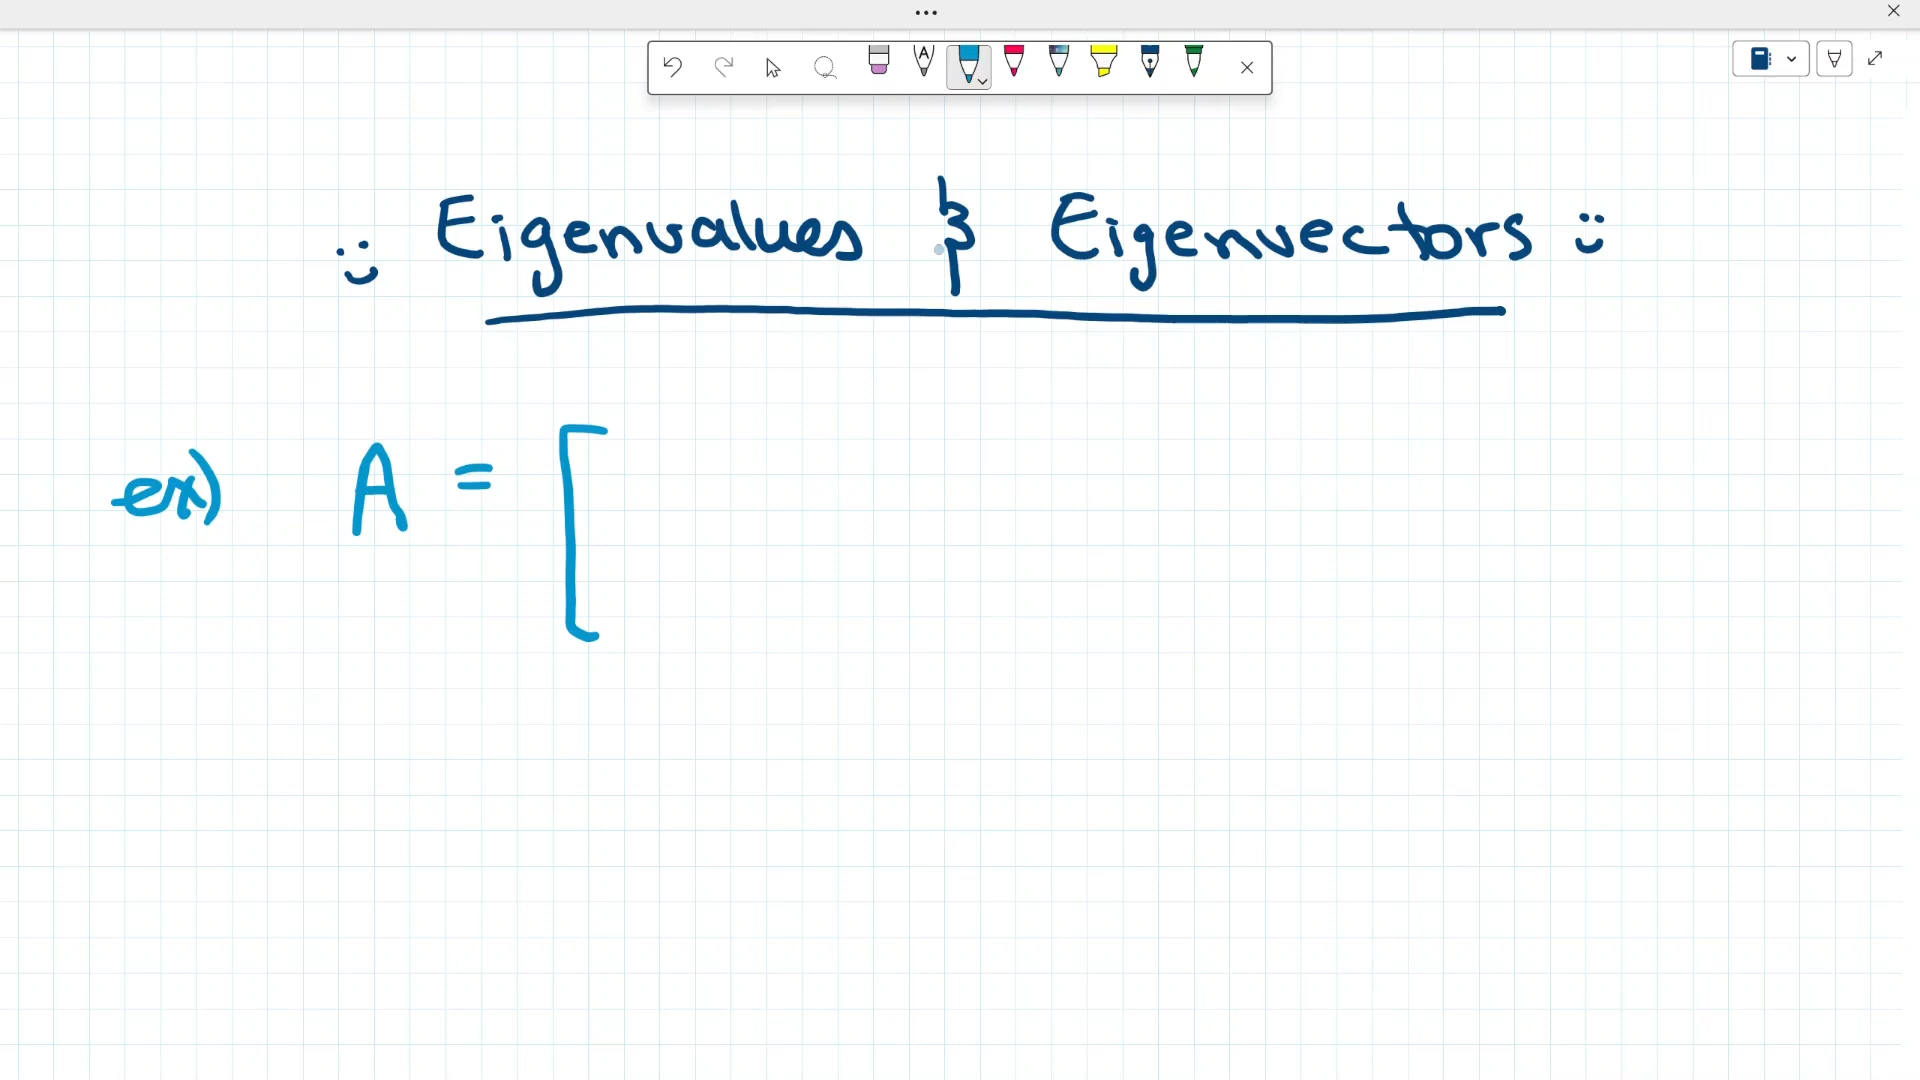 Eigenvalues & Eigenvectors
ex) A = [